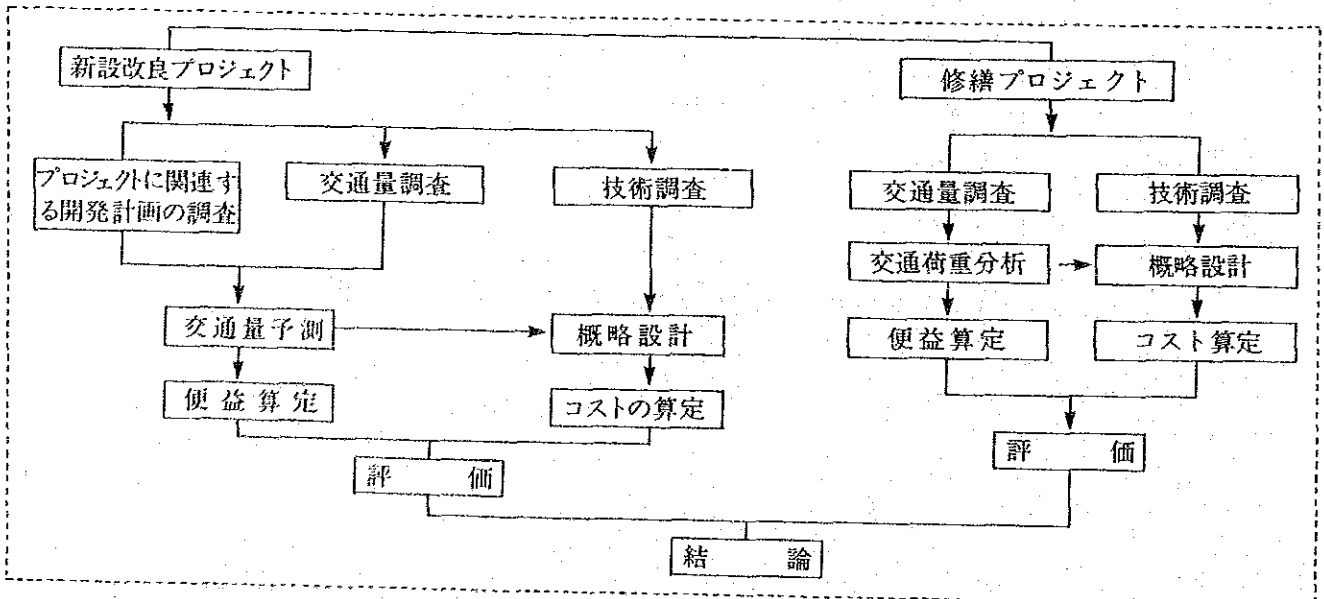 新設改良プロジェクト
修繕プロジェクト
プロジェクトに関連す
る開発計画の調査
交通量調査
技術調査
交通量調査
技術調査
交通荷重分析
概略設計
交通量予測
概略設計
便益算定
コスト算定
便益算定
コストの算定
評価
評価
結論